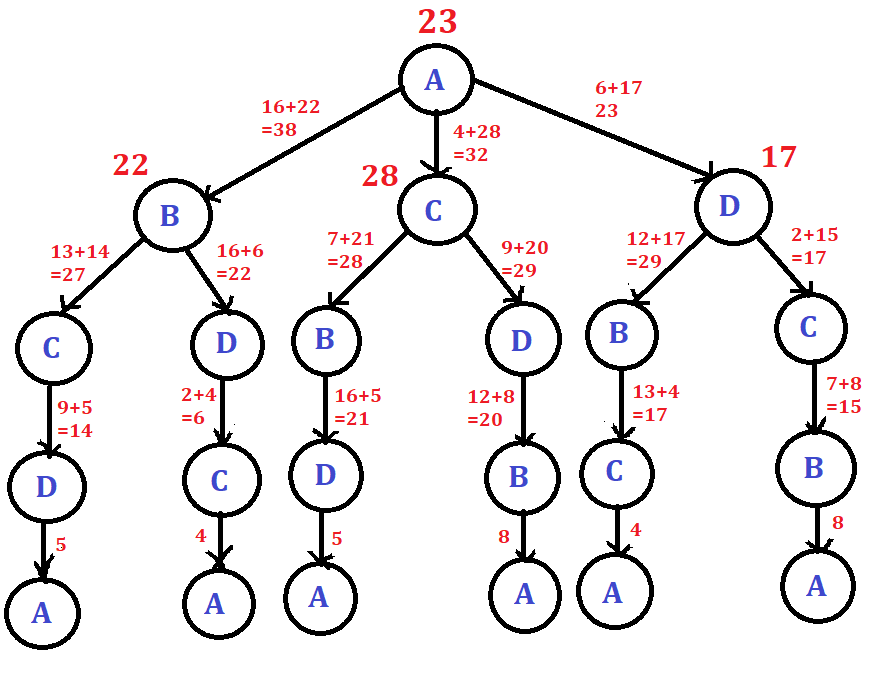 23
A
16+22
=38
4+28
=32
6+17
23
22
28
17
B
C
D
13+14
=27
16+6
=22
7+21
=28
9+20
=29
12+17
=29
2+15
=17
C
D
B
D
B
C
9+5
=14
2+4
=6
16+5
=21
12+8
=20
13+4
=17
7+8
=15
D
C
D
B
C
B
5
4
5
8
4
8
A
A
A
A
A
A